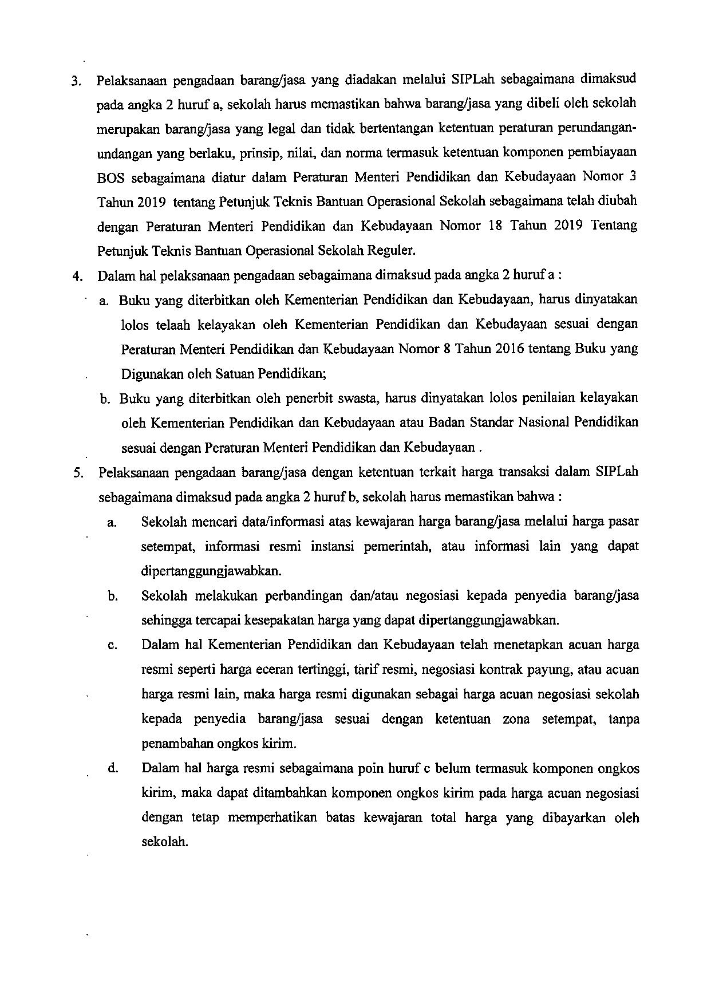 3. Pelaksanaan pengadaan barang/jasa yang diadakan melalui SIPLah sebagaimana dimaksud
pada angka 2 huruf a, sekolah harus memastikan bahwa barang/jasa yang dibeli oleh sekolah
merupakan barang/jasa yang legal dan tidak bertentangan ketentuan peraturan perundangan-
undangan yang berlaku, prinsip, nilai, dan norma termasuk ketentuan komponen pembiayaan
BOS sebagaimana diatur dalam Peraturan Menteri Pendidikan dan Kebudayaan Nomor 3
Tahun 2019 tentang Petunjuk Teknis Bantuan Operasional Sekolah sebagaimana telah diubah
dengan Peraturan Menteri Pendidikan dan Kebudayaan Nomor 18 Tahun 2019 Tentang
Petunjuk Teknis Bantuan Operasional Sekolah Reguler.
4. Dalam hal pelaksanaan pengadaan sebagaimana dimaksud pada angka 2 huruf a :
a. Buku yang diterbitkan oleh Kementerian Pendidikan dan Kebudayaan, harus dinyatakan
lolos telaah kelayakan oleh Kementerian Pendidikan dan Kebudayaan sesuai dengan
Peraturan Menteri Pendidikan dan Kebudayaan Nomor 8 Tahun 2016 tentang Buku yang
Digunakan oleh Satuan Pendidikan;
b. Buku yang diterbitkan oleh penerbit swasta, harus dinyatakan lolos penilaian kelayakan
oleh Kementerian Pendidikan dan Kebudayaan atau Badan Standar Nasional Pendidikan
sesuai dengan Peraturan Menteri Pendidikan dan Kebudayaan .
5. Pelaksanaan pengadaan barang/jasa dengan ketentuan terkait harga transaksi dalam SIPLah
sebagaimana dimaksud pada angka 2 huruf b, sekolah harus memastikan bahwa :
a. Sekolah mencari data/informasi atas kewajaran harga barang/jasa melalui harga pasar
setempat, informasi resmi instansi pemerintah, atau informasi lain yang dapat
dipertanggungjawabkan.
b. Sekolah melakukan perbandingan dan/atau negosiasi kepada penyedia barang/jasa
sehingga tercapai kesepakatan harga yang dapat dipertanggungjawabkan.
c. Dalam hal Kementerian Pendidikan dan Kebudayaan telah menetapkan acuan harga
resmi seperti harga eceran tertinggi, tarif resmi, negosiasi kontrak payung, atau acuan
harga resmi lain, maka harga resmi digunakan sebagai harga acuan negosiasi sekolah
kepada penyedia barang/jasa sesuai dengan ketentuan zona setempat, tanpa
penambahan ongkos kirim.
d. Dalam hal harga resmi sebagaimana poin huruf c belum termasuk komponen ongkos
kirim, maka dapat ditambahkan komponen ongkos kirim pada harga acuan negosiasi
dengan tetap memperhatikan batas kewajaran total harga yang dibayarkan oleh
sekolah.